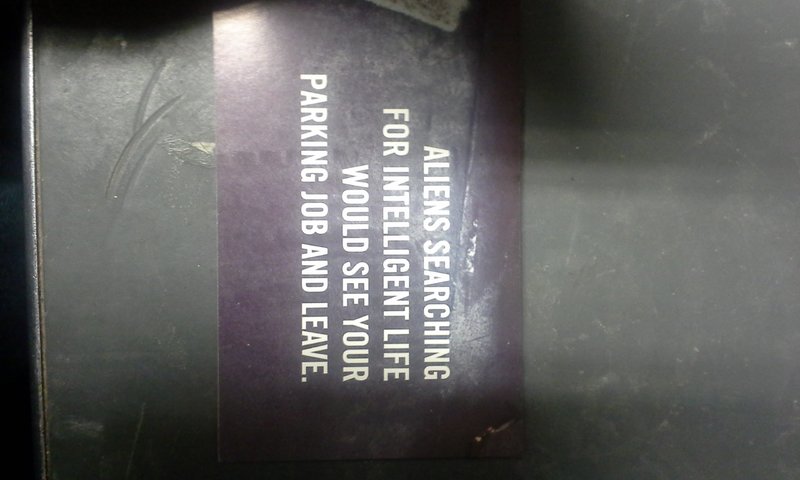 ALIENS SEARCHING
FOR INTELLIGENT LIFE
WOULD SEE YOUR
PARKING JOB AND LEAVE.